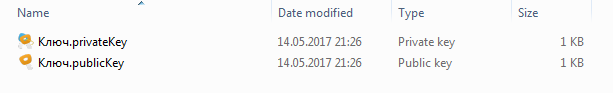 Name Date modified Type Size
Ключ.privateKey 14.05.2017 21:26 Private key 1 KB
Ключ.publicKey 14.05.2017 21:26 Public key 1 KB